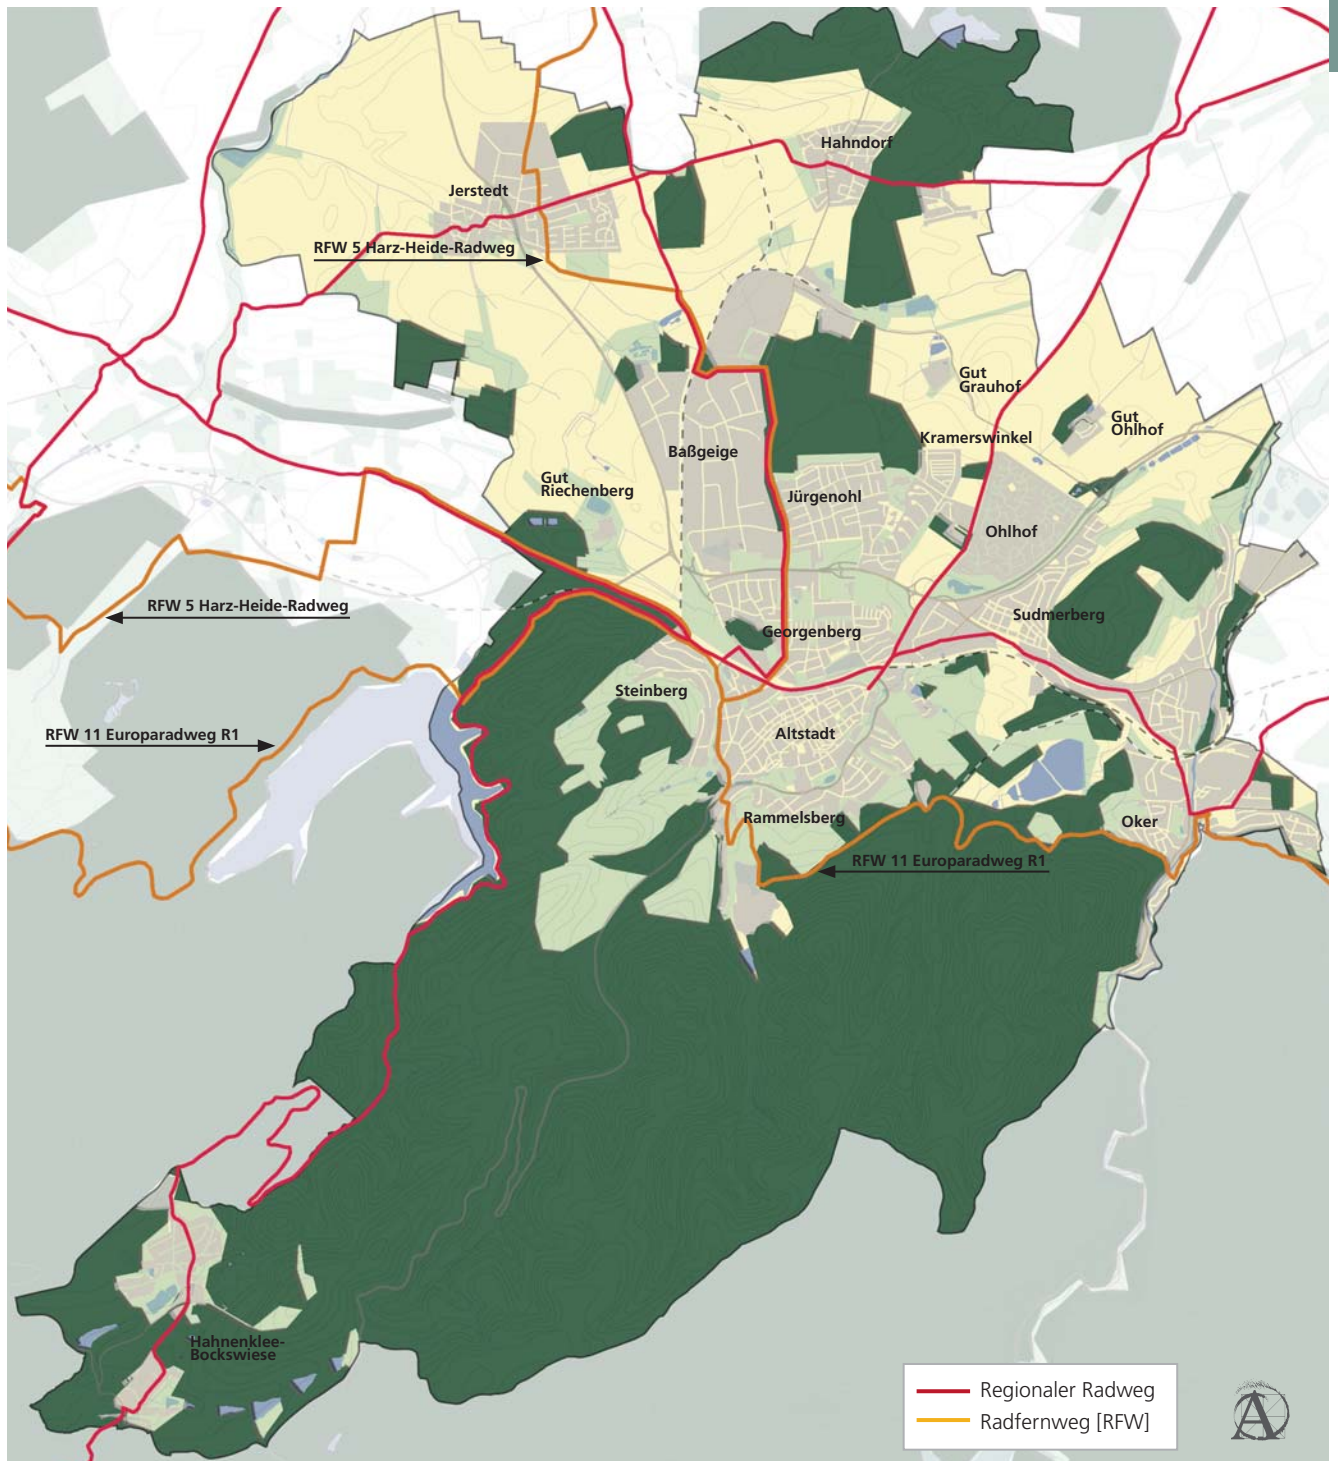 Hahndorf
Jerstedt
RFW 5 Harz-Heide-Radweg
Gut
Grauhof
Gut
Ohlhof
Kramerswinkel
Baßgeige
Gut
Riechenberg
Jürgenohl
Ohlhof
RFW 5 Harz-Heide-Radweg
Sudmerberg
Georgenberg
Steinberg
RFW 11 Europaradweg R1
Altstadt
Rammelsberg
Oker
RFW 11 Europaradweg R1
Hahnenklee-
Bockswiese
Regionaler Radweg
Radfernweg [RFW]
A